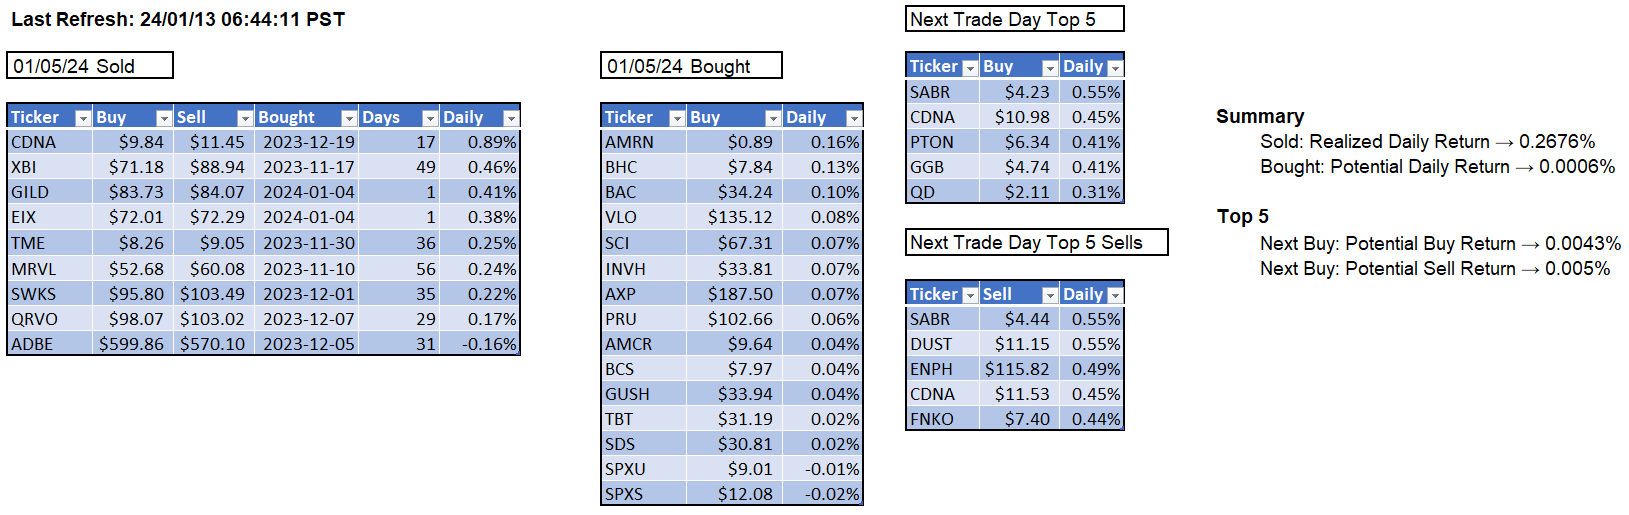 Last Refresh: 24/01/13 06:44:11 PST
01/05/24 Sold
Ticker Buy Sell Bought Days Daily
CDNA $9.84 $11.45 2023-12-19 17 0.89%
XBI $71.18 $88.94 2023-11-17 49 0.46%
GILD $83.73 $84.07 2024-01-04 1 0.41%
EIX $72.01 $72.29 2024-01-04 1 0.38%
TME $8.26 $9.05 2023-11-30 36 0.25%
MRVL $52.68 $60.08 2023-11-10 56 0.24%
SWKS $95.80 $103.49 2023-12-01 35 0.22%
QRVO $98.07 $103.02 2023-12-07 29 0.17%
ADBE $599.86 $570.10 2023-12-05 31 -0.16%
01/05/24 Bought
Ticker Buy Daily
AMRN $0.89 0.16%
BHC $7.84 0.13%
BAC $34.24 0.10%
VLO $135.12 0.08%
SCI $67.31 0.07%
INVH $33.81 0.07%
AXP $187.50 0.07%
PRU $102.66 0.06%
AMCR $9.64 0.04%
BCS $7.97 0.04%
GUSH $33.94 0.04%
TBT $31.19 0.02%
SDS $30.81 0.02%
SPXU $9.01 -0.01%
SPXS $12.08 -0.02%
Next Trade Day Top 5
Ticker Buy Daily
SABR $4.23 0.55%
CDNA $10.98 0.45%
PTON $6.34 0.41%
GGB $4.74 0.41%
QD $2.11 0.31%
Next Trade Day Top 5 Sells
Ticker Sell Daily
SABR $4.44 0.55%
DUST $11.15 0.55%
ENPH $115.82 0.49%
CDNA $11.53 0.45%
FNKO $7.40 0.44%
Summary
Sold: Realized Daily Return → 0.2676%
Bought: Potential Daily Return → 0.0006%
Top 5
Next Buy: Potential Buy Return → 0.0043%
Next Buy: Potential Sell Return → 0.005%